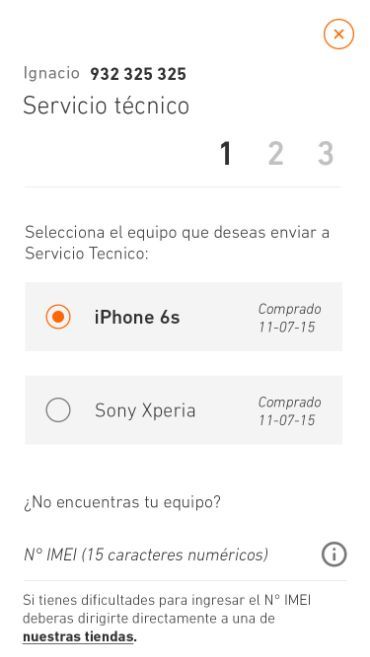 Ignacio 932 325 325
Servicio técnico
1 2 3
Selecciona el equipo que deseas enviar a
Servicio Tecnico:
iPhone 6s
Comprado
11-07-15
Sony Xperia
Comprado
11-07-15
¿No encuentras tu equipo?
N° IMEI (15 caracteres numéricos)
Si tienes dificultades para ingresar el N° IMEI
deberas dirigirte directamente a una de
nuestras tiendas.